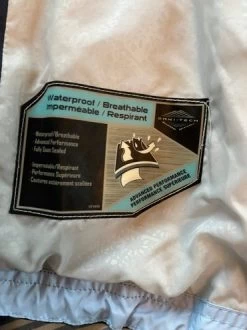 Waterproof / Breathable
Impermeable / Respirant
Waterproof / Breathable
Advanced Performance
Fully Seam Sealed
Imperméable / Respirant
Performance Supérieure
Coutures entièrement scellées
ADVANCED PERFORMANCE
PERFORMANCE SUPÉRIEURE